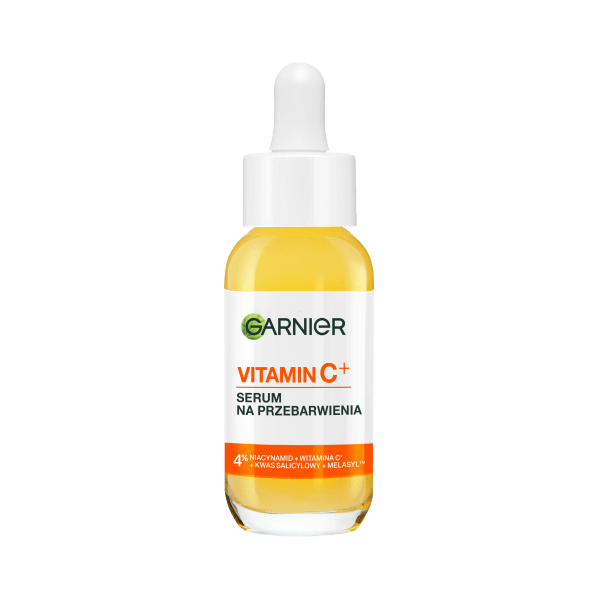 GARNIER
VITAMIN C+
SERUM
NA PRZEBARWIENIA
4% NIACYNAMID + WITAMINA C*
+ KWAS SALICYLOWY + MELASYL™